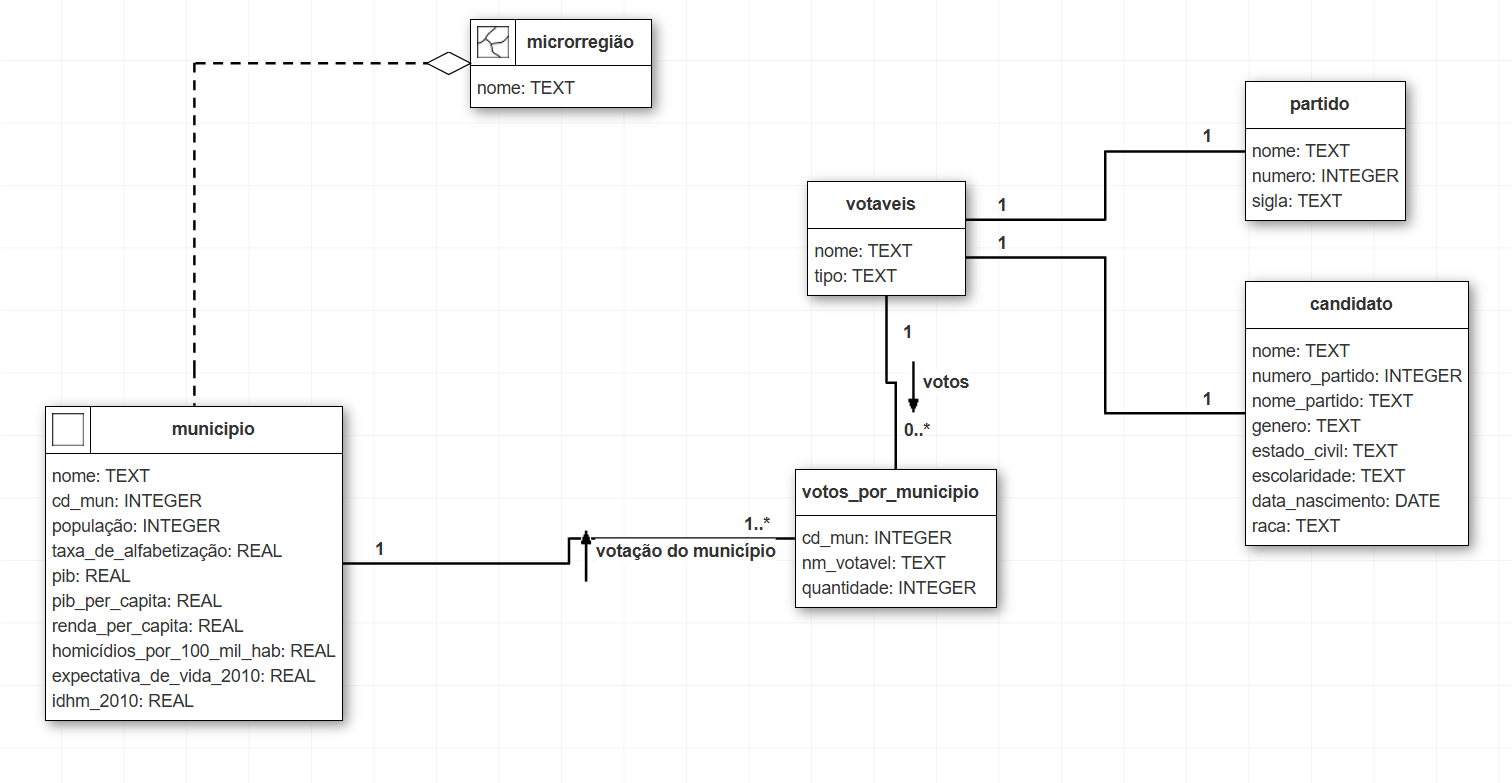 microrregião
nome: TEXT
partido
nome: TEXT
numero: INTEGER
sigla: TEXT
1
votaveis
nome: TEXT
tipo: TEXT
1
1
candidato
nome: TEXT
numero_partido: INTEGER
nome_partido: TEXT
genero: TEXT
estado_civil: TEXT
escolaridade: TEXT
data_nascimento: DATE
raca: TEXT
1
1
votos
0..*
municipio
nome: TEXT
cd_mun: INTEGER
população: INTEGER
taxa_de_alfabetização: REAL
pib: REAL
pib_per_capita: REAL
renda_per_capita: REAL
homicídios_por_100_mil_hab: REAL
expectativa_de_vida_2010: REAL
idhm_2010: REAL
1
votação do município
1..*
votos_por_municipio
cd_mun: INTEGER
nm_votavel: TEXT
quantidade: INTEGER